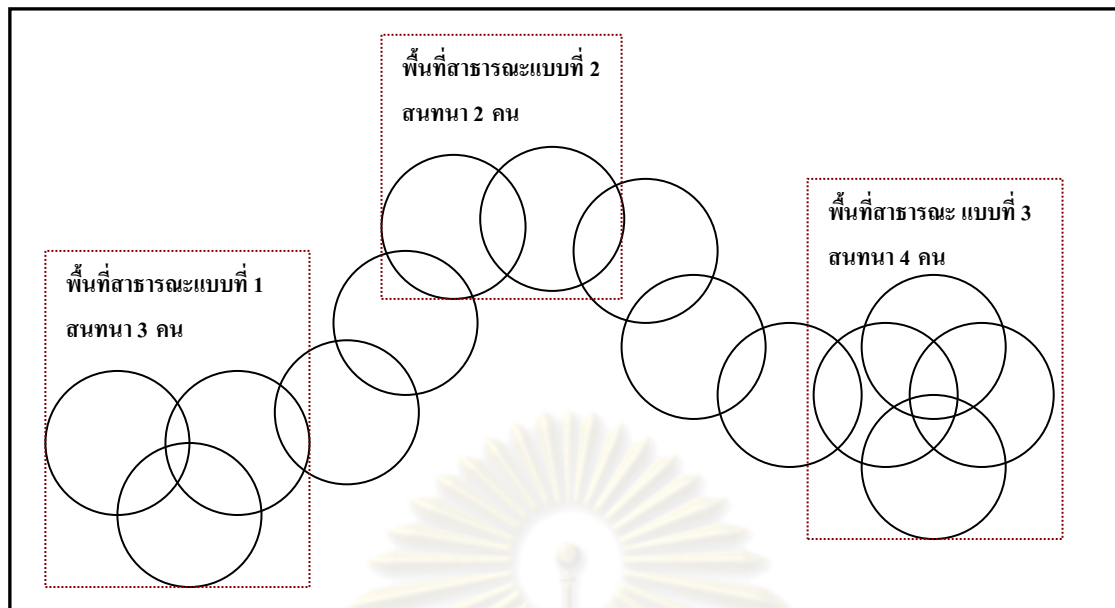 พื้นที่สาธารณะแบบที่ 1
สนทนา 3 คน
พื้นที่สาธารณะแบบที่ 2
สนทนา 2 คน
พื้นที่สาธารณะ แบบที่ 3
สนทนา 4 คน